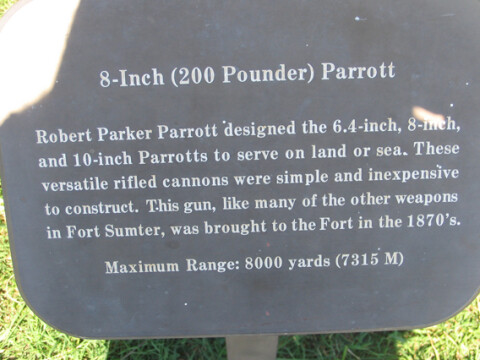 8-Inch (200 Pounder) Parrott
Robert Parker Parrott designed the 6.4-inch, 8-inch,
and 10-inch Parrotts to serve on land or sea. These
versatile rifled cannons were simple and inexpensive
to construct. This gun, like many of the other weapons
in Fort Sumter, was brought to the Fort in the 1870's.
Maximum Range: 8000 yards (7315 M)